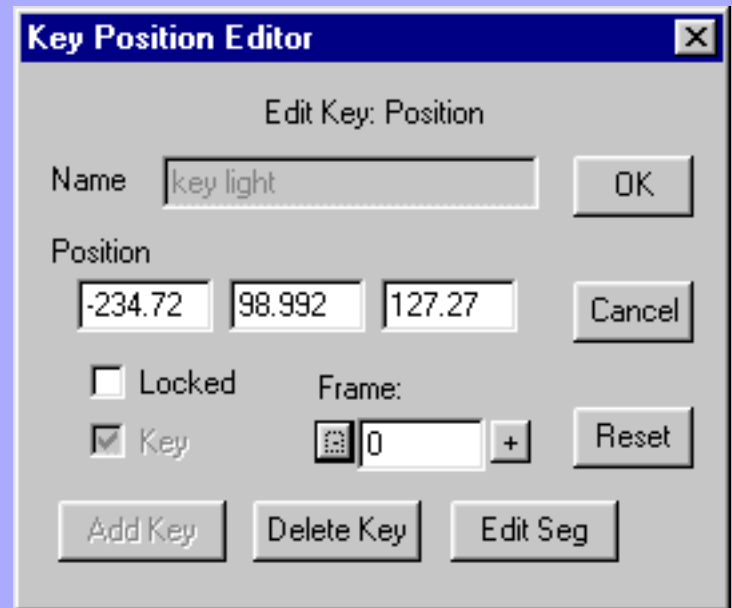 Key Position Editor
Edit Key: Position
Name key light OK
Position
-234.72 98.992 127.27 Cancel
Locked Frame:
Key - 0 + Reset
Add Key Delete Key Edit Seg